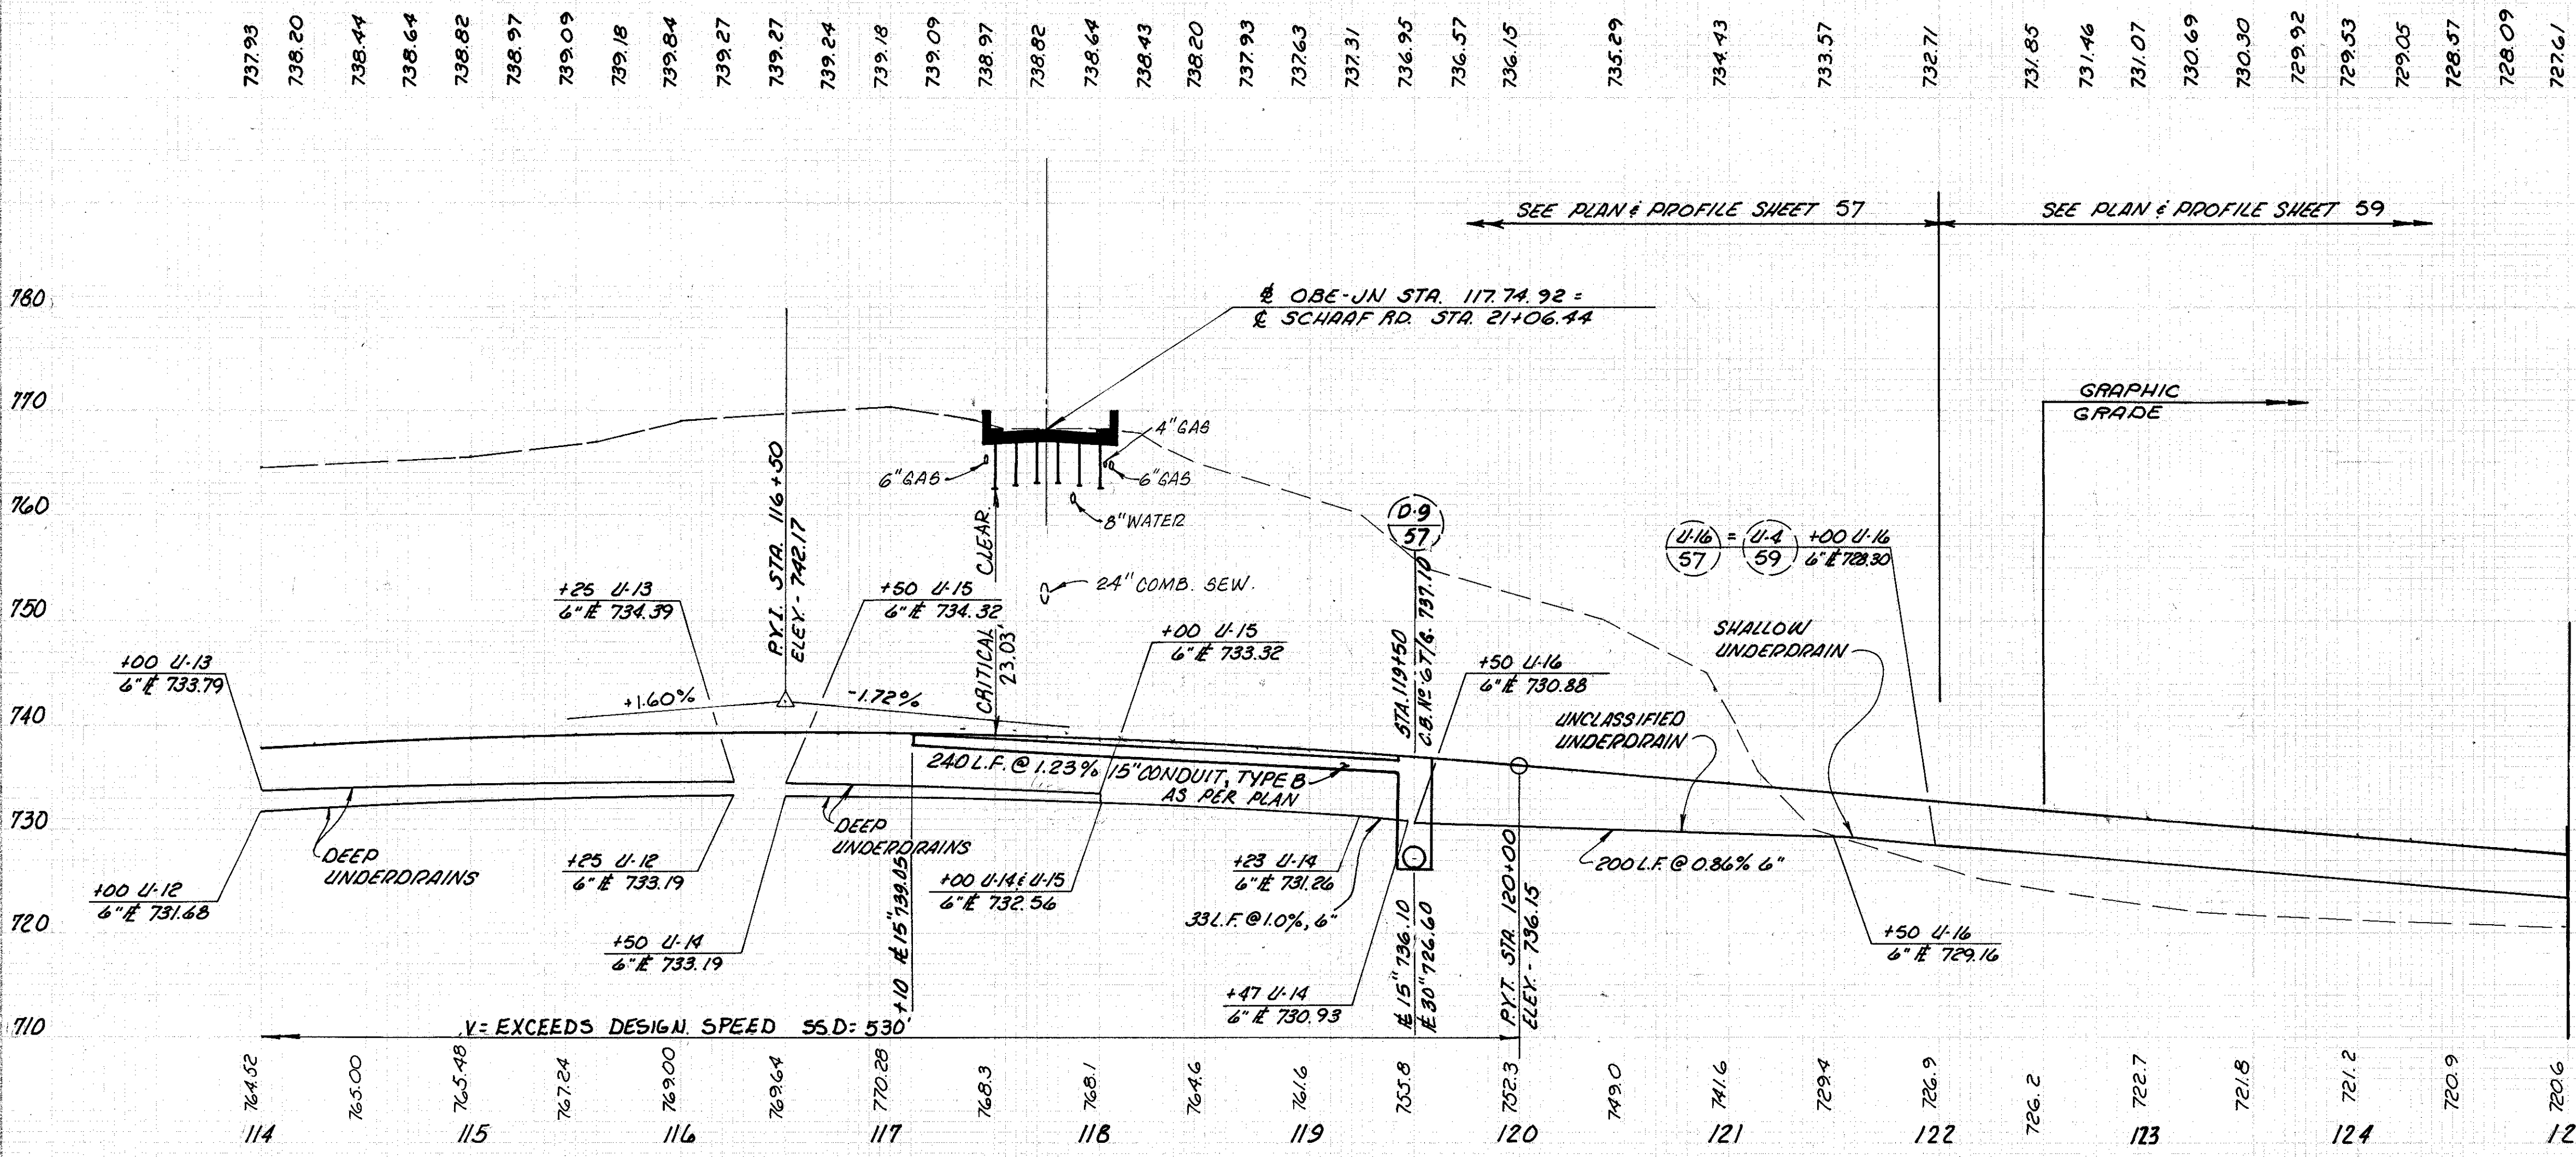 737.93 738.20 738.44 738.64 738.82 738.97 739.09 739.18 739.84 739.27 739.27 739.24 739.18 739.09 738.97 738.82 738.64 738.43 738.20 737.93 737.63 737.31 736.95 736.57 736.15 735.29 734.43 733.57 732.71 731.85 731.46 731.07 730.69 730.30 729.92 729.53 729.05 728.57 728.09 727.61
SEE PLAN & PROFILE SHEET 57
SEE PLAN & PROFILE SHEET 59
780
℄ OBE-JN STA. 117.74.92 =
℄ SCHAAF RD. STA. 21+06.44
770
GRAPHIC
GRADE
4" GAS
6" GAS
6" GAS
8" WATER
760
P.V.I. STA. 116+50
ELEV. - 742.17
CRITICAL CLEAR.
23.03'
D-9
57
U-16
57
=
U-4
59
+00 U-16
6" ℄ 728.30
24" COMB. SEW.
750
+25 U-13
6" ℄ 734.39
+50 U-15
6" ℄ 734.32
+00 U-15
6" ℄ 733.32
STA. 119+50
C.B. Nº 6 T/G. 737.10
SHALLOW
UNDERDRAIN
+00 U-13
6" ℄ 733.79
+50 U-16
6" ℄ 730.88
+1.60%
-1.72%
740
UNCLASSIFIED
UNDERDRAIN
240 L.F. @ 1.23% 15" CONDUIT, TYPE B
AS PER PLAN
730
DEEP
UNDERDRAINS
DEEP
UNDERDRAINS
+00 U-12
6" ℄ 731.68
+25 U-12
6" ℄ 733.19
+00 U-14 & U-15
6" ℄ 732.56
+23 U-14
6" ℄ 731.26
200 L.F. @ 0.86% 6"
33 L.F. @ 1.0%, 6"
720
+50 U-14
6" ℄ 733.19
+10 ℄ 15" 739.05
℄ 15" 736.10
℄ 30" 726.60
P.V.T. STA. 120+00
ELEV. - 736.15
+50 U-16
6" ℄ 729.16
+47 U-14
6" ℄ 730.93
710
V= EXCEEDS DESIGN SPEED SSD= 530'
764.52 765.00 765.48 767.24 769.00 769.64 770.28 768.3 768.1 764.6 761.6 755.8 752.3 749.0 741.6 729.4 726.9 726.2 722.7 721.8 721.2 720.9 720.6
114 115 116 117 118 119 120 121 122 123 124 12